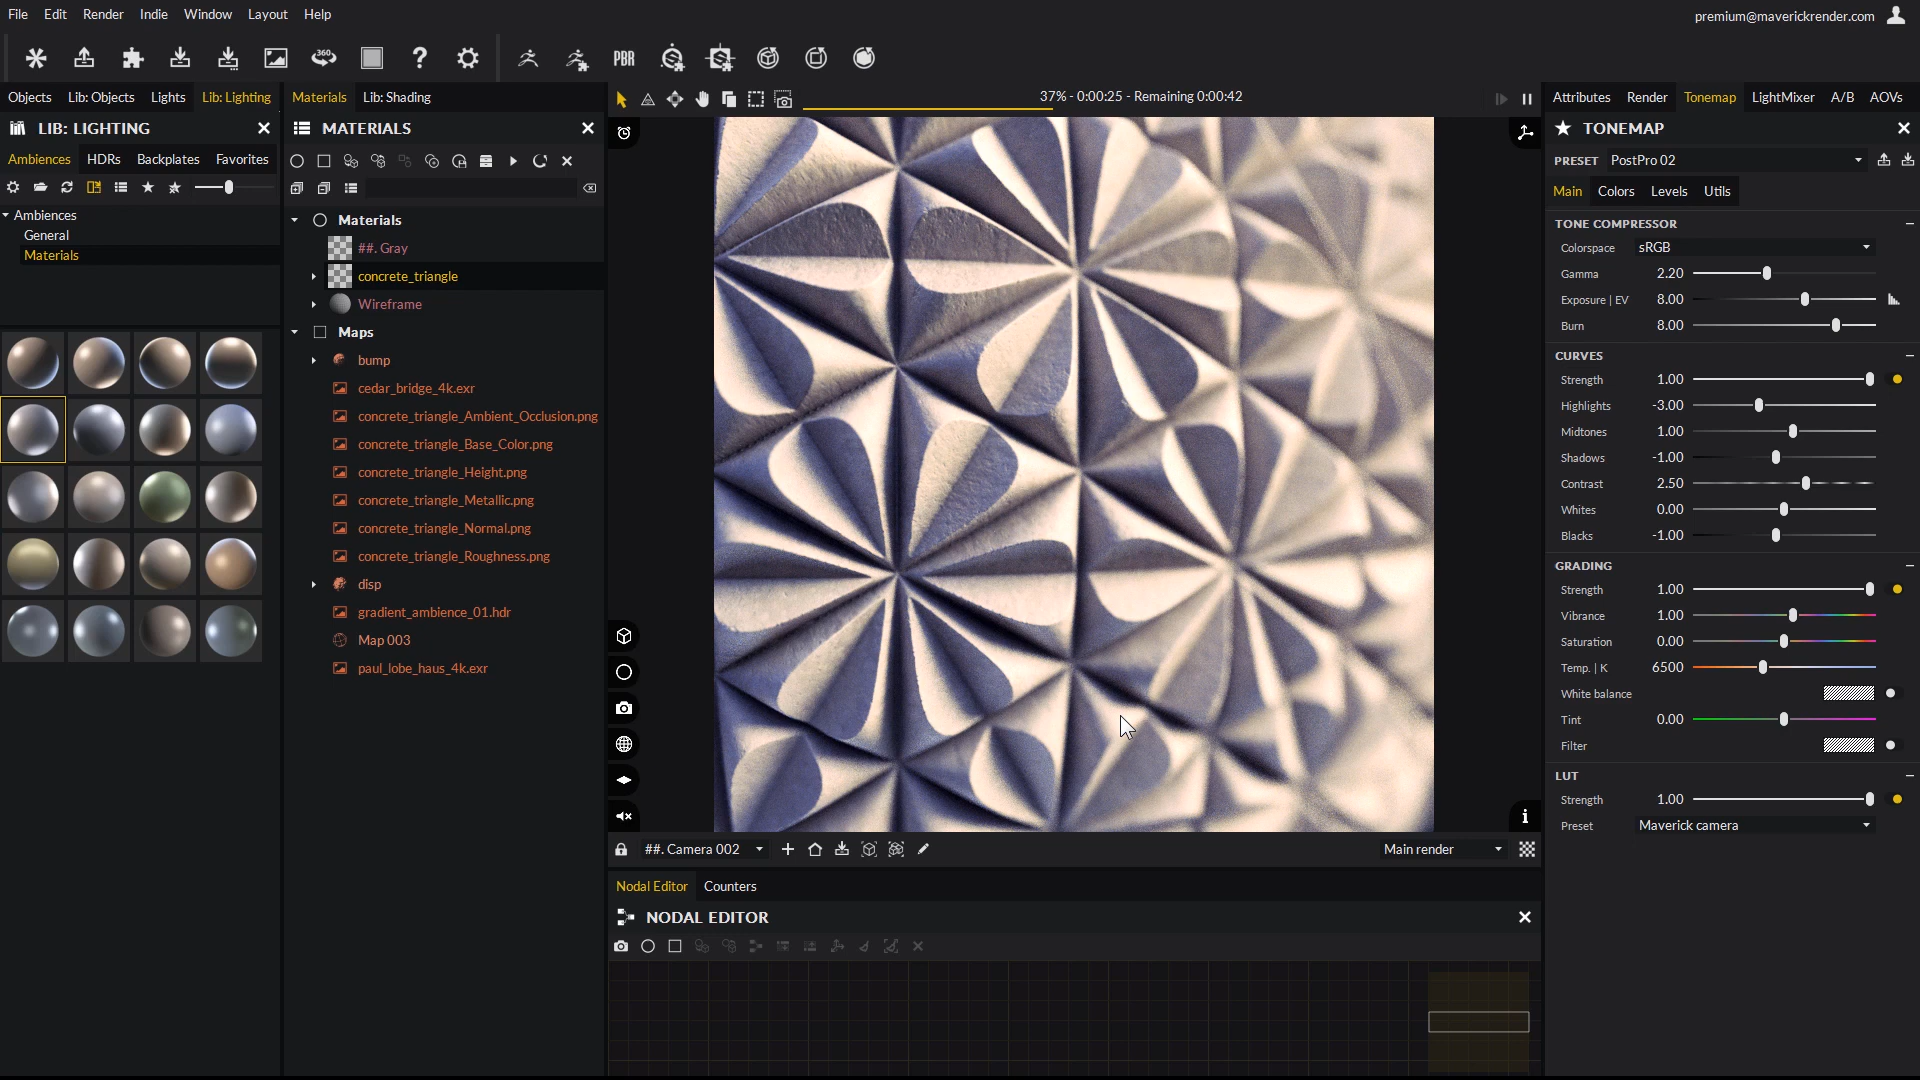 File Edit Render Indie Window Layout Help
premium@maverickrender.com
360
PBR
Objects Lib: Objects Lights Lib: Lighting
LIB: LIGHTING
Ambiences HDRs Backplates Favorites
Ambiences
General
Materials
Materials Lib: Shading
MATERIALS
Materials
##. Gray
concrete_triangle
Wireframe
Maps
bump
cedar_bridge_4k.exr
concrete_triangle_Ambient_Occlusion.png
concrete_triangle_Base_Color.png
concrete_triangle_Height.png
concrete_triangle_Metallic.png
concrete_triangle_Normal.png
concrete_triangle_Roughness.png
disp
gradient_ambience_01.hdr
Map 003
paul_lobe_haus_4k.exr
37% - 0:00:25 - Remaining 0:00:42
##. Camera 002
Main render
Nodal Editor Counters
NODAL EDITOR
Attributes Render Tonemap LightMixer A/B AOVs
TONEMAP
PRESET PostPro 02
Main Colors Levels Utils
TONE COMPRESSOR
Colorspace sRGB
Gamma 2.20
Exposure | EV 8.00
Burn 8.00
CURVES
Strength 1.00
Highlights -3.00
Midtones 1.00
Shadows -1.00
Contrast 2.50
Whites 0.00
Blacks -1.00
GRADING
Strength 1.00
Vibrance 1.00
Saturation 0.00
Temp. | K 6500
White balance
Tint 0.00
Filter
LUT
Strength 1.00
Preset Maverick camera